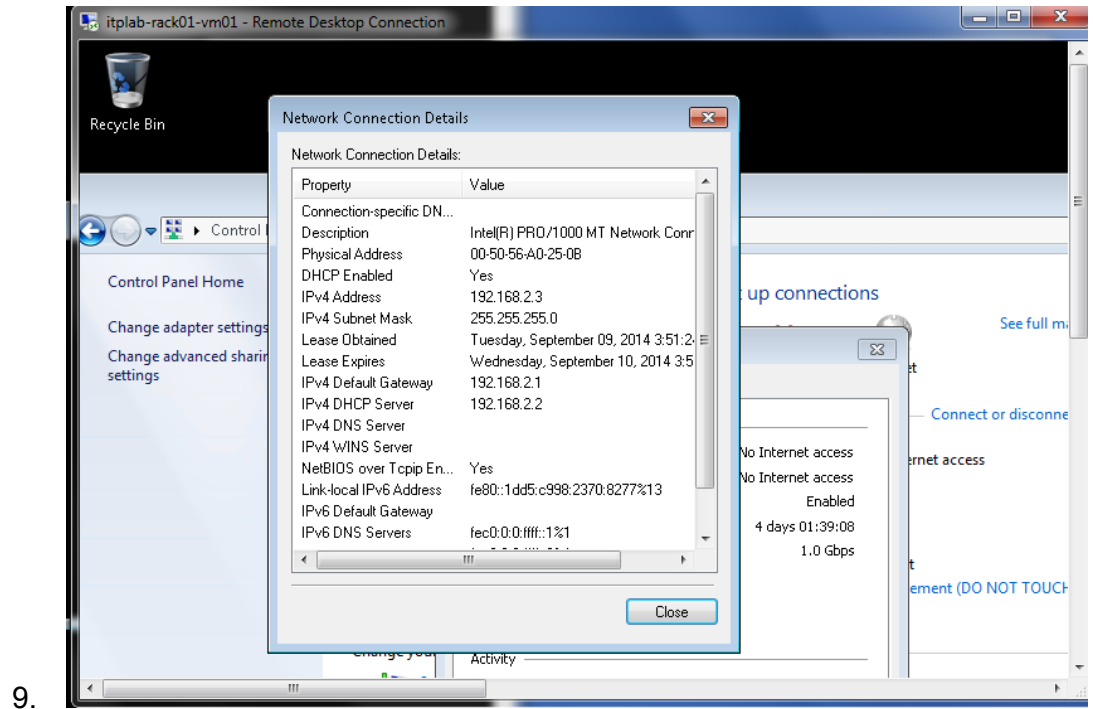 itplab-rack01-vm01 - Remote Desktop Connection
Recycle Bin
Network Connection Details
Network Connection Details:
Property Value
Connection-specific DN...
Description Intel(R) PRO/1000 MT Network Conr
Physical Address 00-50-56-A0-25-0B
DHCP Enabled Yes
IPv4 Address 192.168.2.3
IPv4 Subnet Mask 255.255.255.0
Lease Obtained Tuesday, September 09, 2014 3:51:2
Lease Expires Wednesday, September 10, 2014 3:5
IPv4 Default Gateway 192.168.2.1
IPv4 DHCP Server 192.168.2.2
IPv4 DNS Server
IPv4 WINS Server
NetBIOS over Tcpip En... Yes
Link-local IPv6 Address fe80::1dd5:c998:2370:8277%13
IPv6 Default Gateway
IPv6 DNS Servers fec0:0:0:ffff::1%1
Close
Control
Control Panel Home
Change adapter settings
Change advanced sharin
settings
up connections
See full m
et
Connect or disconne
ernet access
No Internet access
No Internet access
Enabled
4 days 01:39:08
1.0 Gbps
t
ement (DO NOT TOUCH
Change your
Activity
9.